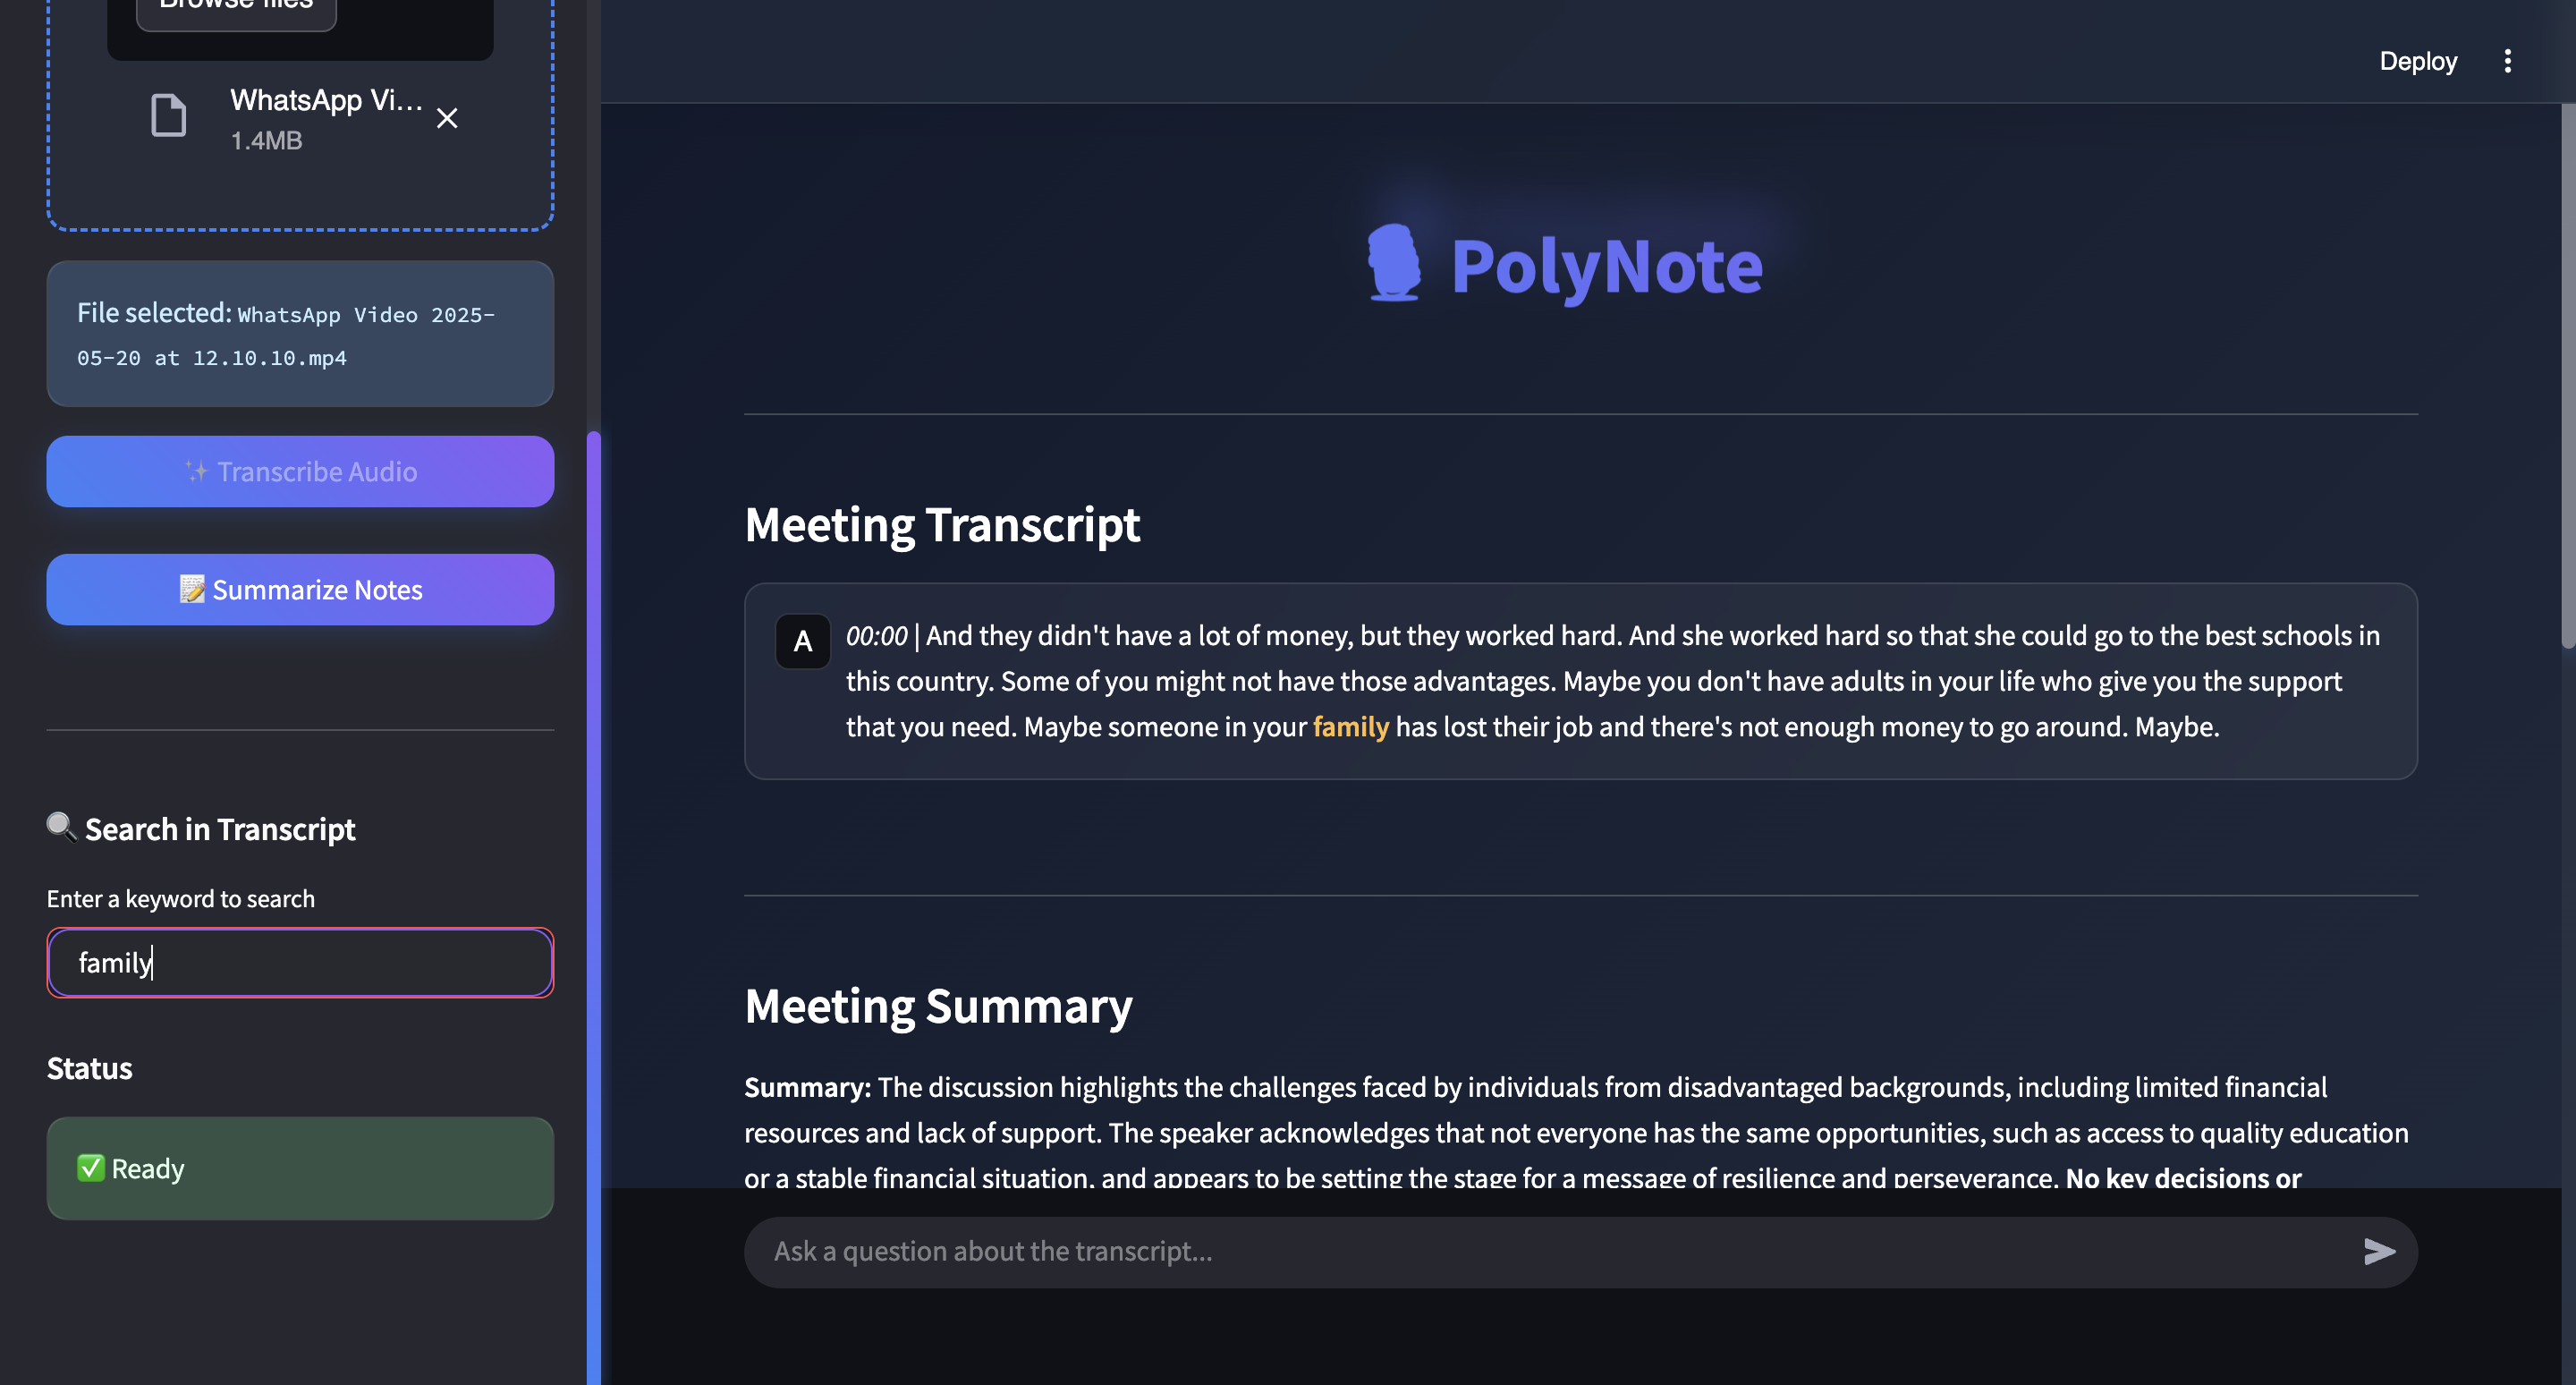 Browse files
WhatsApp Vi...
1.4MB
File selected: WhatsApp Video 2025-
05-20 at 12.10.10.mp4
✨ Transcribe Audio
📝 Summarize Notes
🔍 Search in Transcript
Enter a keyword to search
family
Status
✅ Ready
Deploy
PolyNote
Meeting Transcript
A
00:00 | And they didn't have a lot of money, but they worked hard. And she worked hard so that she could go to the best schools in
this country. Some of you might not have those advantages. Maybe you don't have adults in your life who give you the support
that you need. Maybe someone in your family has lost their job and there's not enough money to go around. Maybe.
Meeting Summary
Summary: The discussion highlights the challenges faced by individuals from disadvantaged backgrounds, including limited financial
resources and lack of support. The speaker acknowledges that not everyone has the same opportunities, such as access to quality education
or a stable financial situation, and appears to be setting the stage for a message of resilience and perseverance. No key decisions or
Ask a question about the transcript...